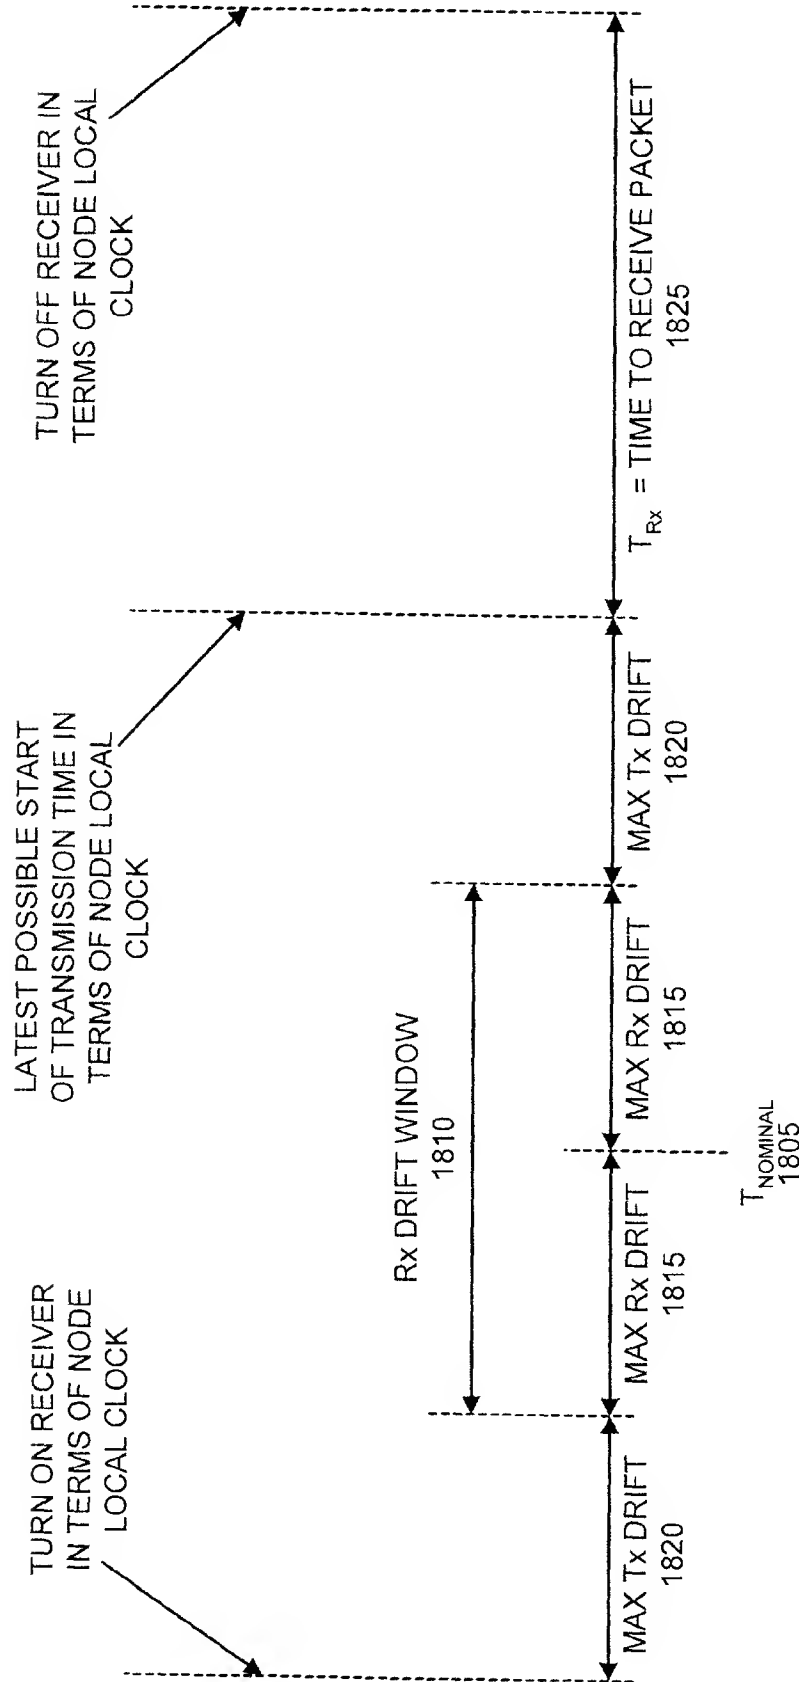 TURN ON RECEIVER
IN TERMS OF NODE
LOCAL CLOCK
LATEST POSSIBLE START
OF TRANSMISSION TIME IN
TERMS OF NODE LOCAL
CLOCK
TURN OFF RECEIVER IN
TERMS OF NODE LOCAL
CLOCK
Rx DRIFT WINDOW
1810
MAX Tx DRIFT
1820
MAX Rx DRIFT
1815
MAX Rx DRIFT
1815
MAX Tx DRIFT
1820
TRx = TIME TO RECEIVE PACKET
1825
TNOMINAL
1805